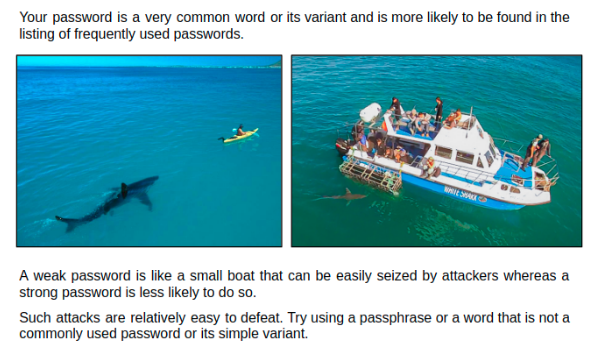 Your password is a very common word or its variant and is more likely to be found in the
listing of frequently used passwords.
WHITE SHARK
A weak password is like a small boat that can be easily seized by attackers whereas a
strong password is less likely to do so.
Such attacks are relatively easy to defeat. Try using a passphrase or a word that is not a
commonly used password or its simple variant.